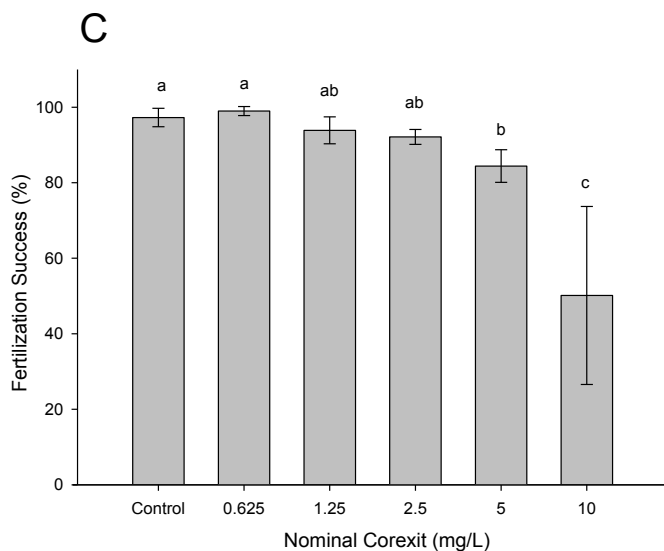 C
a a ab ab b c
100
80
60
40
20
0
Fertilization Success (%)
Control 0.625 1.25 2.5 5 10
Nominal Corexit (mg/L)